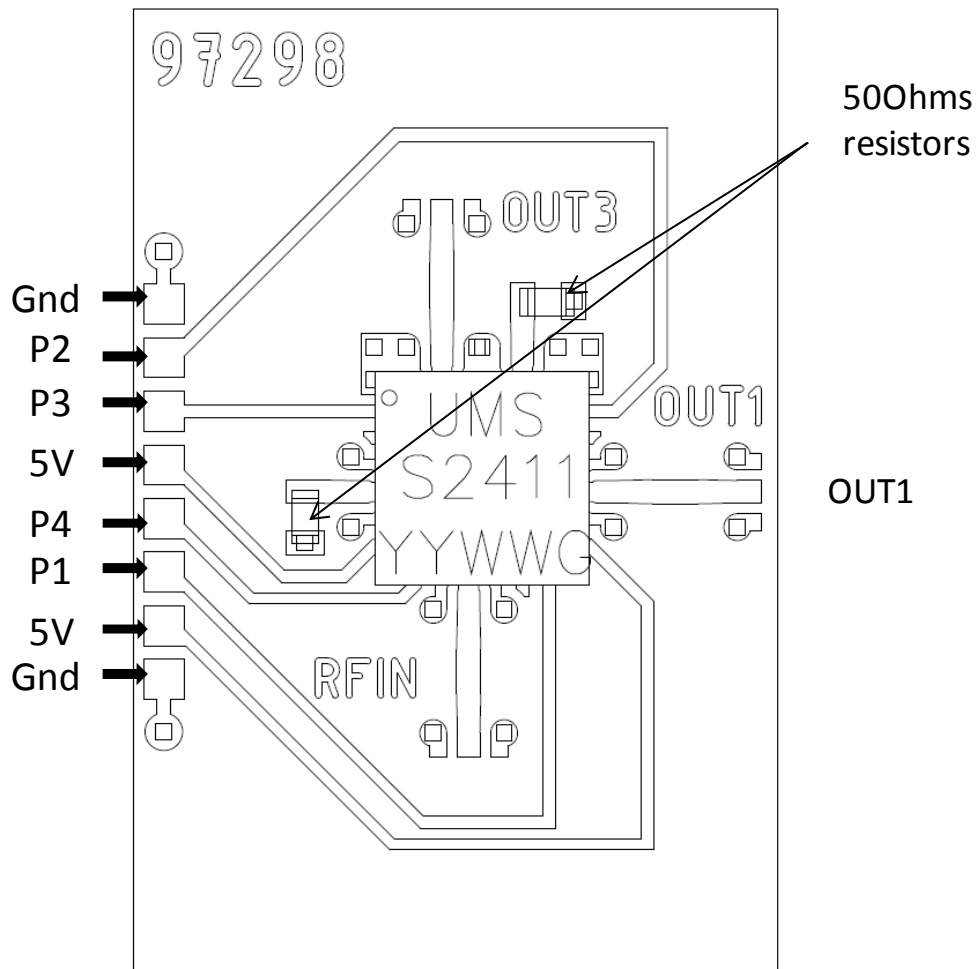 97298
50Ohms
resistors
OUT3
Gnd
P2
P3
5V
P4
P1
5V
Gnd
UMS
S2411
YYWWG
OUT1
OUT1
RFIN